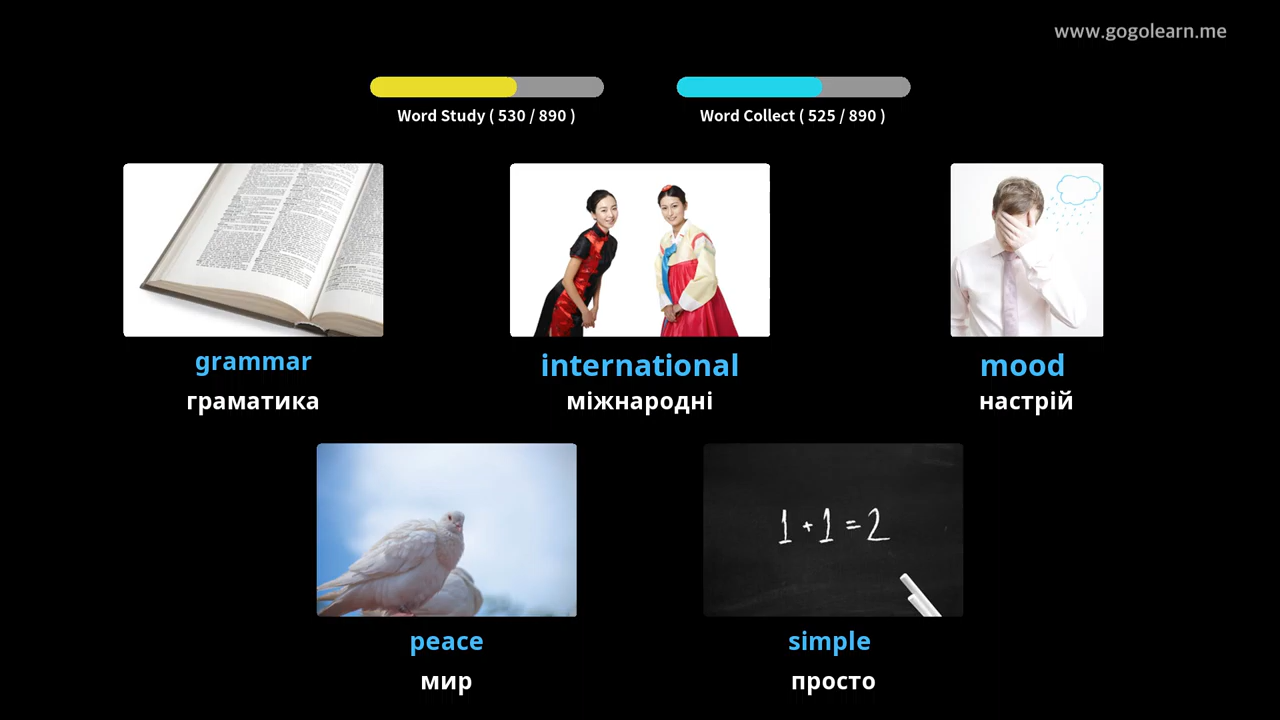 www.gogolearn.me
Word Study ( 530 / 890 )
Word Collect ( 525 / 890 )
grammar
граматика
international
міжнародні
mood
настрій
1 + 1 = 2
peace
мир
simple
просто